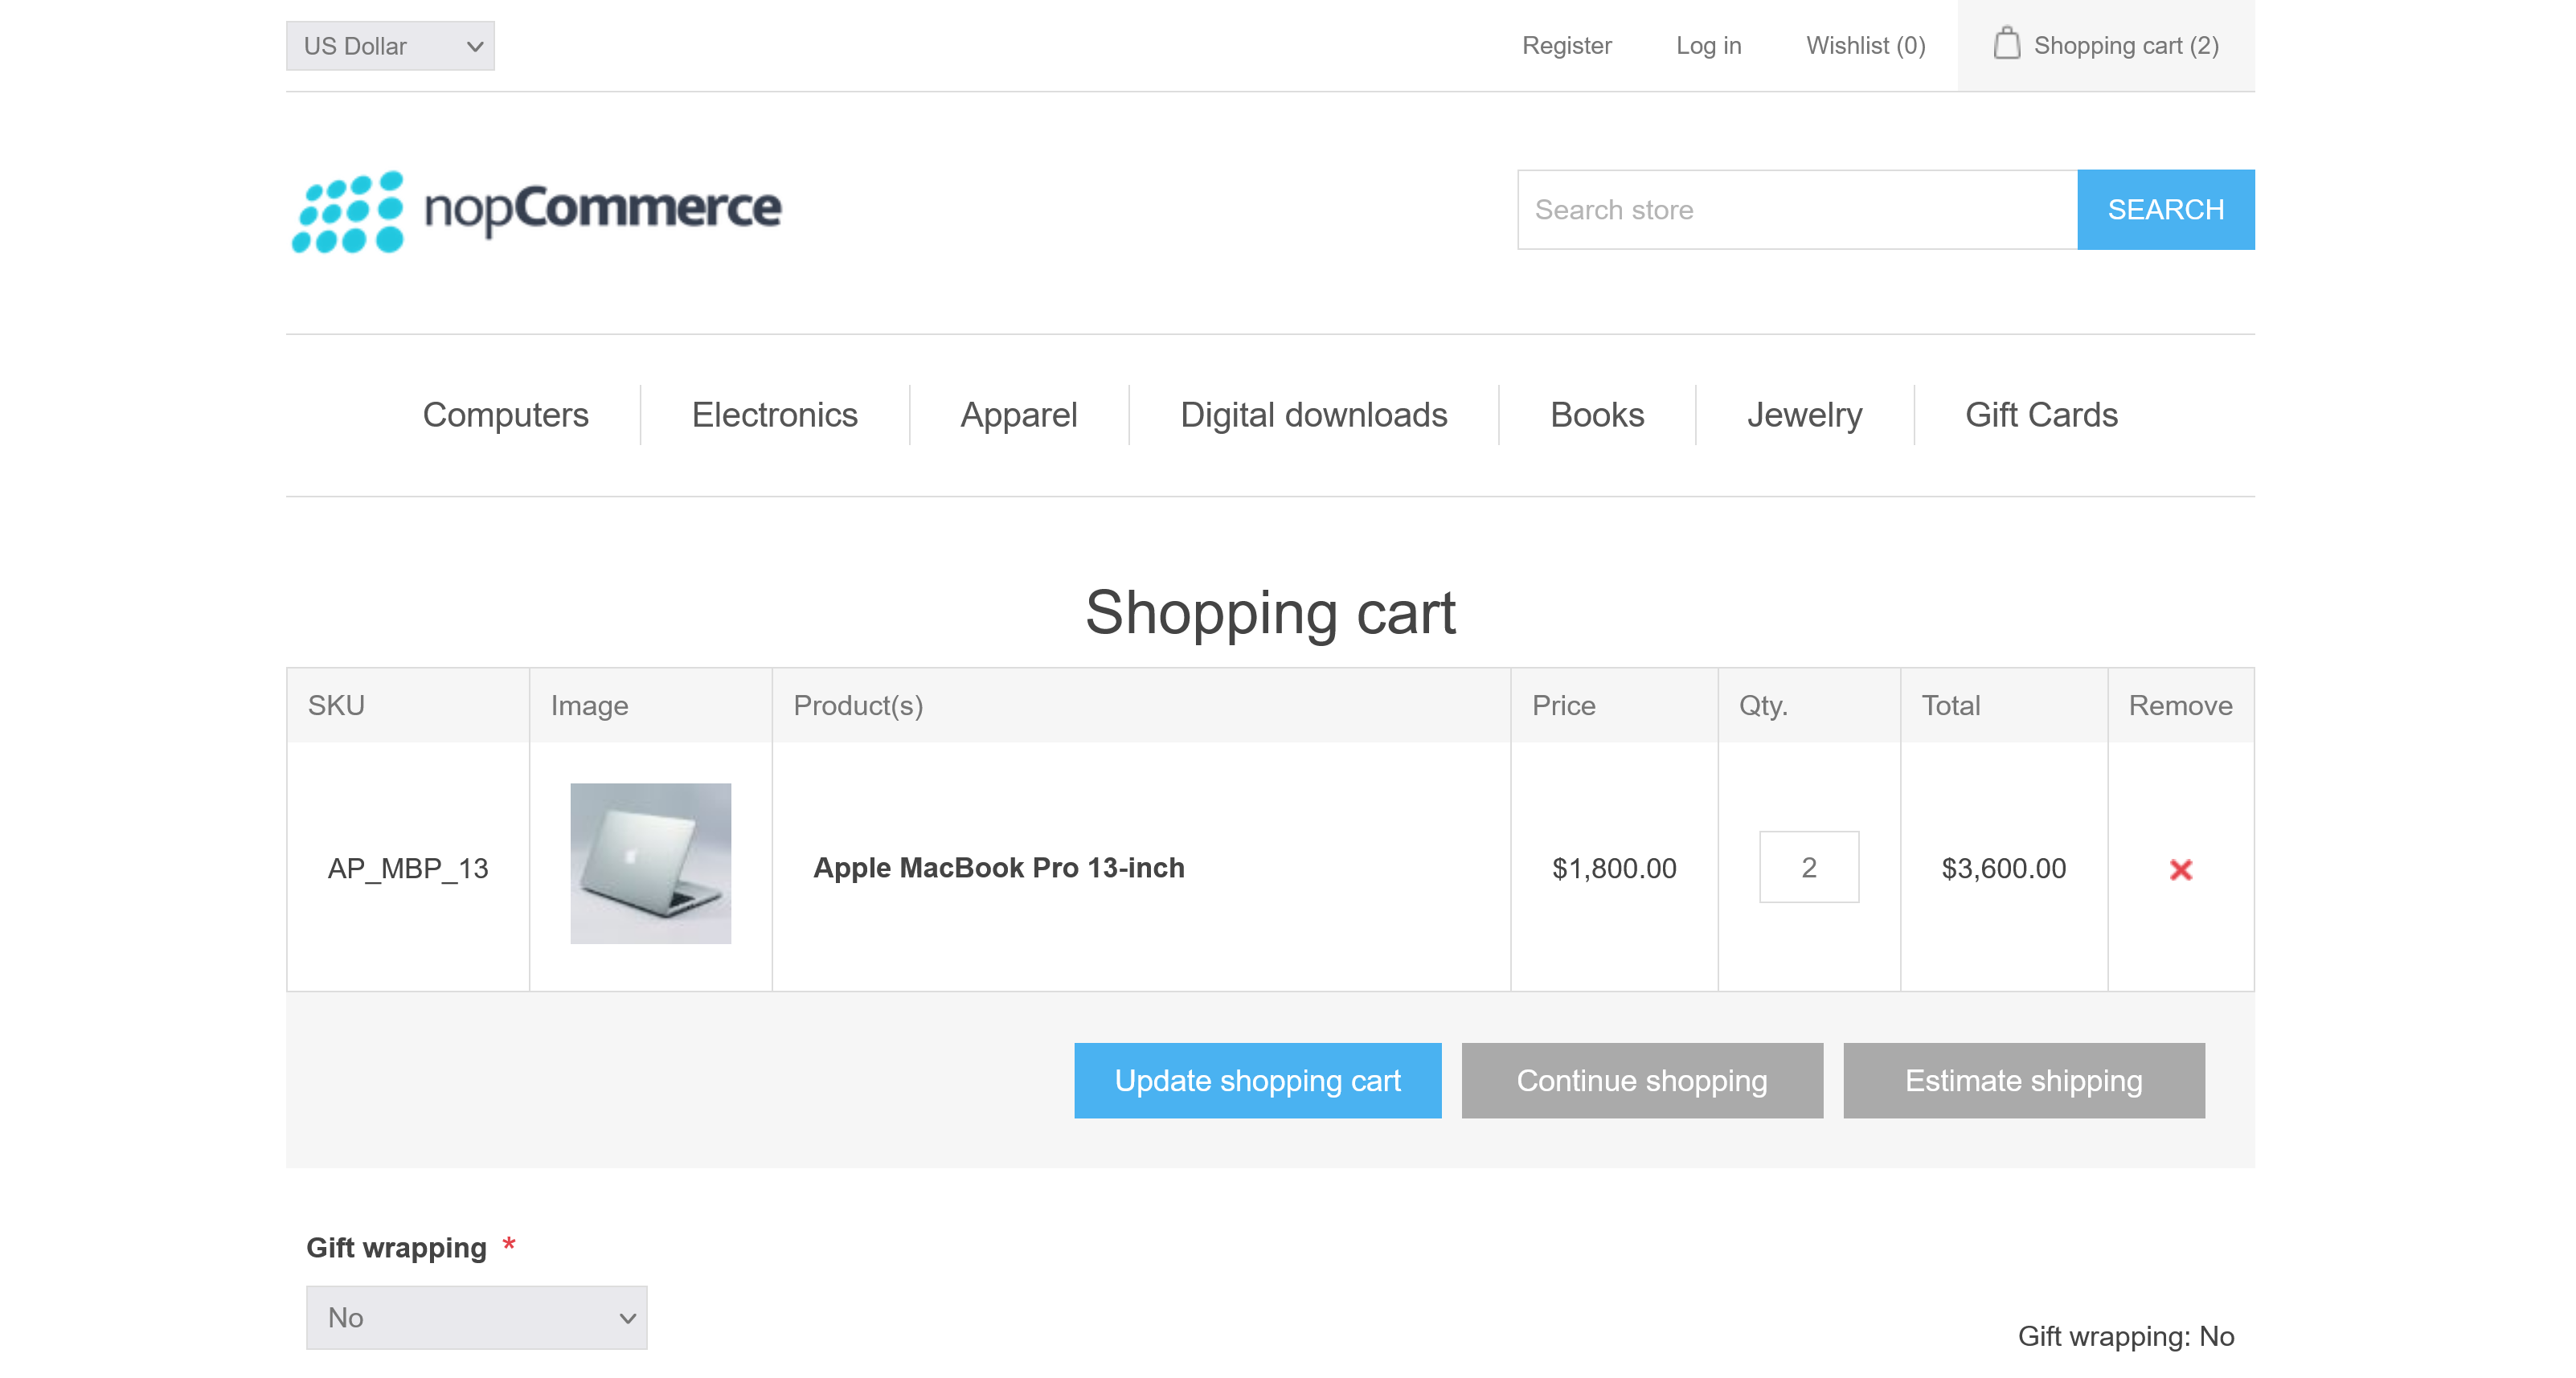 US Dollar Register Log in Wishlist (0) Shopping cart (2)
nopCommerce Search store SEARCH
Computers Electronics Apparel Digital downloads Books Jewelry Gift Cards
Shopping cart
SKU Image Product(s) Price Qty. Total Remove
AP_MBP_13 Apple MacBook Pro 13-inch $1,800.00 2 $3,600.00
Update shopping cart Continue shopping Estimate shipping
Gift wrapping *
No
Gift wrapping: No